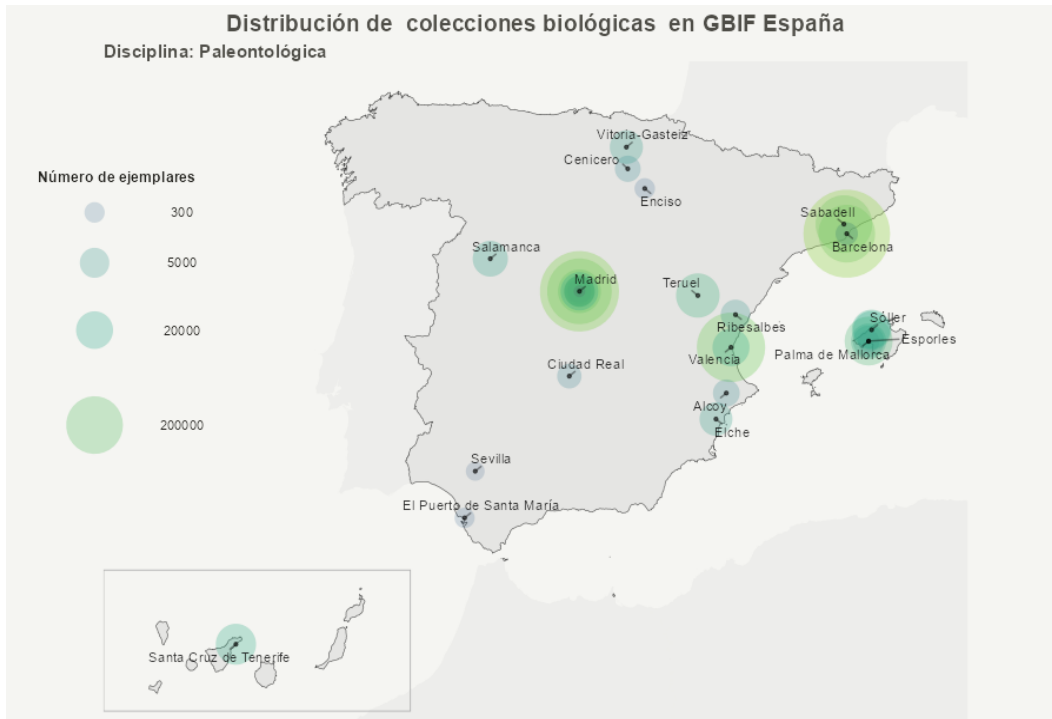 Distribución de colecciones biológicas en GBIF España
Disciplina: Paleontológica
Número de ejemplares
300
5000
20000
200000
Vitoria-Gasteiz
Cenicero
Enciso
Sabadell
Barcelona
Salamanca
Madrid
Teruel
Ribesalbes
Sóller
Esporles
Palma de Mallorca
Valencia
Ciudad Real
Alcoy
Elche
Sevilla
El Puerto de Santa María
Santa Cruz de Tenerife